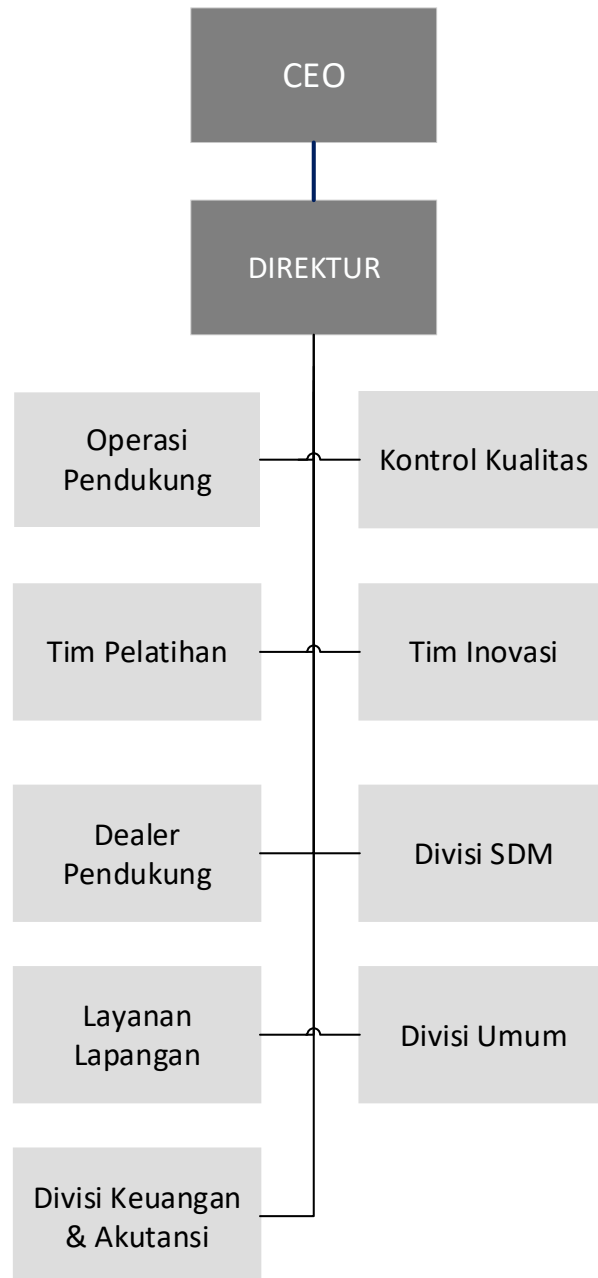 CEO
DIREKTUR
Operasi
Pendukung
Kontrol Kualitas
Tim Pelatihan
Tim Inovasi
Dealer
Pendukung
Divisi SDM
Layanan
Lapangan
Divisi Umum
Divisi Keuangan
& Akutansi